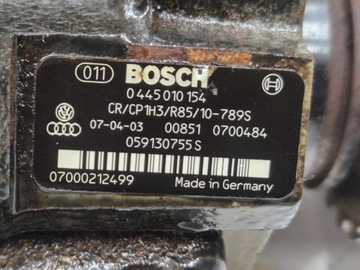 011 BOSCH
0 445 010 154
CR/CP1H3/R85/10-789S
07-04-03 00851 0700484
059130755S
07000212499 Made in Germany